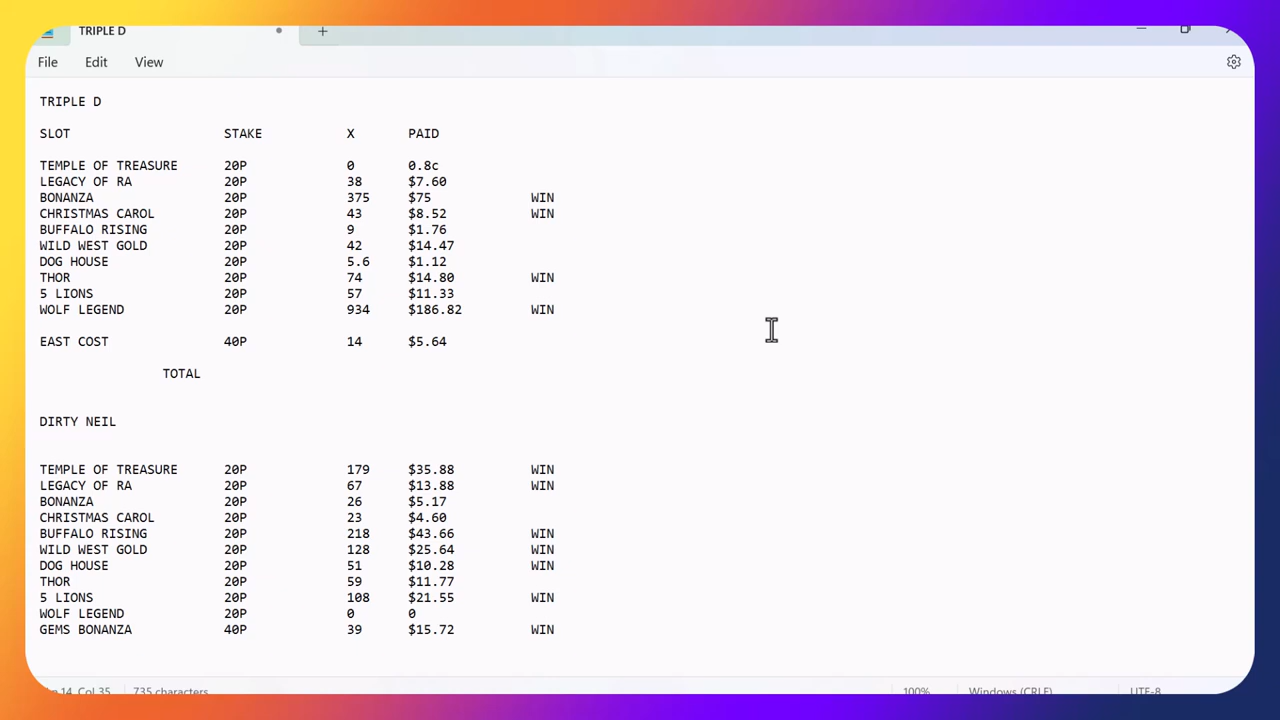 TRIPLE D
File Edit View
TRIPLE D
SLOT STAKE X PAID
TEMPLE OF TREASURE 20P 0 0.8c
LEGACY OF RA 20P 38 $7.60
BONANZA 20P 375 $75 WIN
CHRISTMAS CAROL 20P 43 $8.52 WIN
BUFFALO RISING 20P 9 $1.76
WILD WEST GOLD 20P 42 $14.47
DOG HOUSE 20P 5.6 $1.12
THOR 20P 74 $14.80 WIN
5 LIONS 20P 57 $11.33
WOLF LEGEND 20P 934 $186.82 WIN
EAST COST 40P 14 $5.64
TOTAL
DIRTY NEIL
TEMPLE OF TREASURE 20P 179 $35.88 WIN
LEGACY OF RA 20P 67 $13.88 WIN
BONANZA 20P 26 $5.17
CHRISTMAS CAROL 20P 23 $4.60
BUFFALO RISING 20P 218 $43.66 WIN
WILD WEST GOLD 20P 128 $25.64 WIN
DOG HOUSE 20P 51 $10.28 WIN
THOR 20P 59 $11.77
5 LIONS 20P 108 $21.55 WIN
WOLF LEGEND 20P 0 0
GEMS BONANZA 40P 39 $15.72 WIN
14, Col 35 735 characters 100% Windows (CRLF) UTF-8